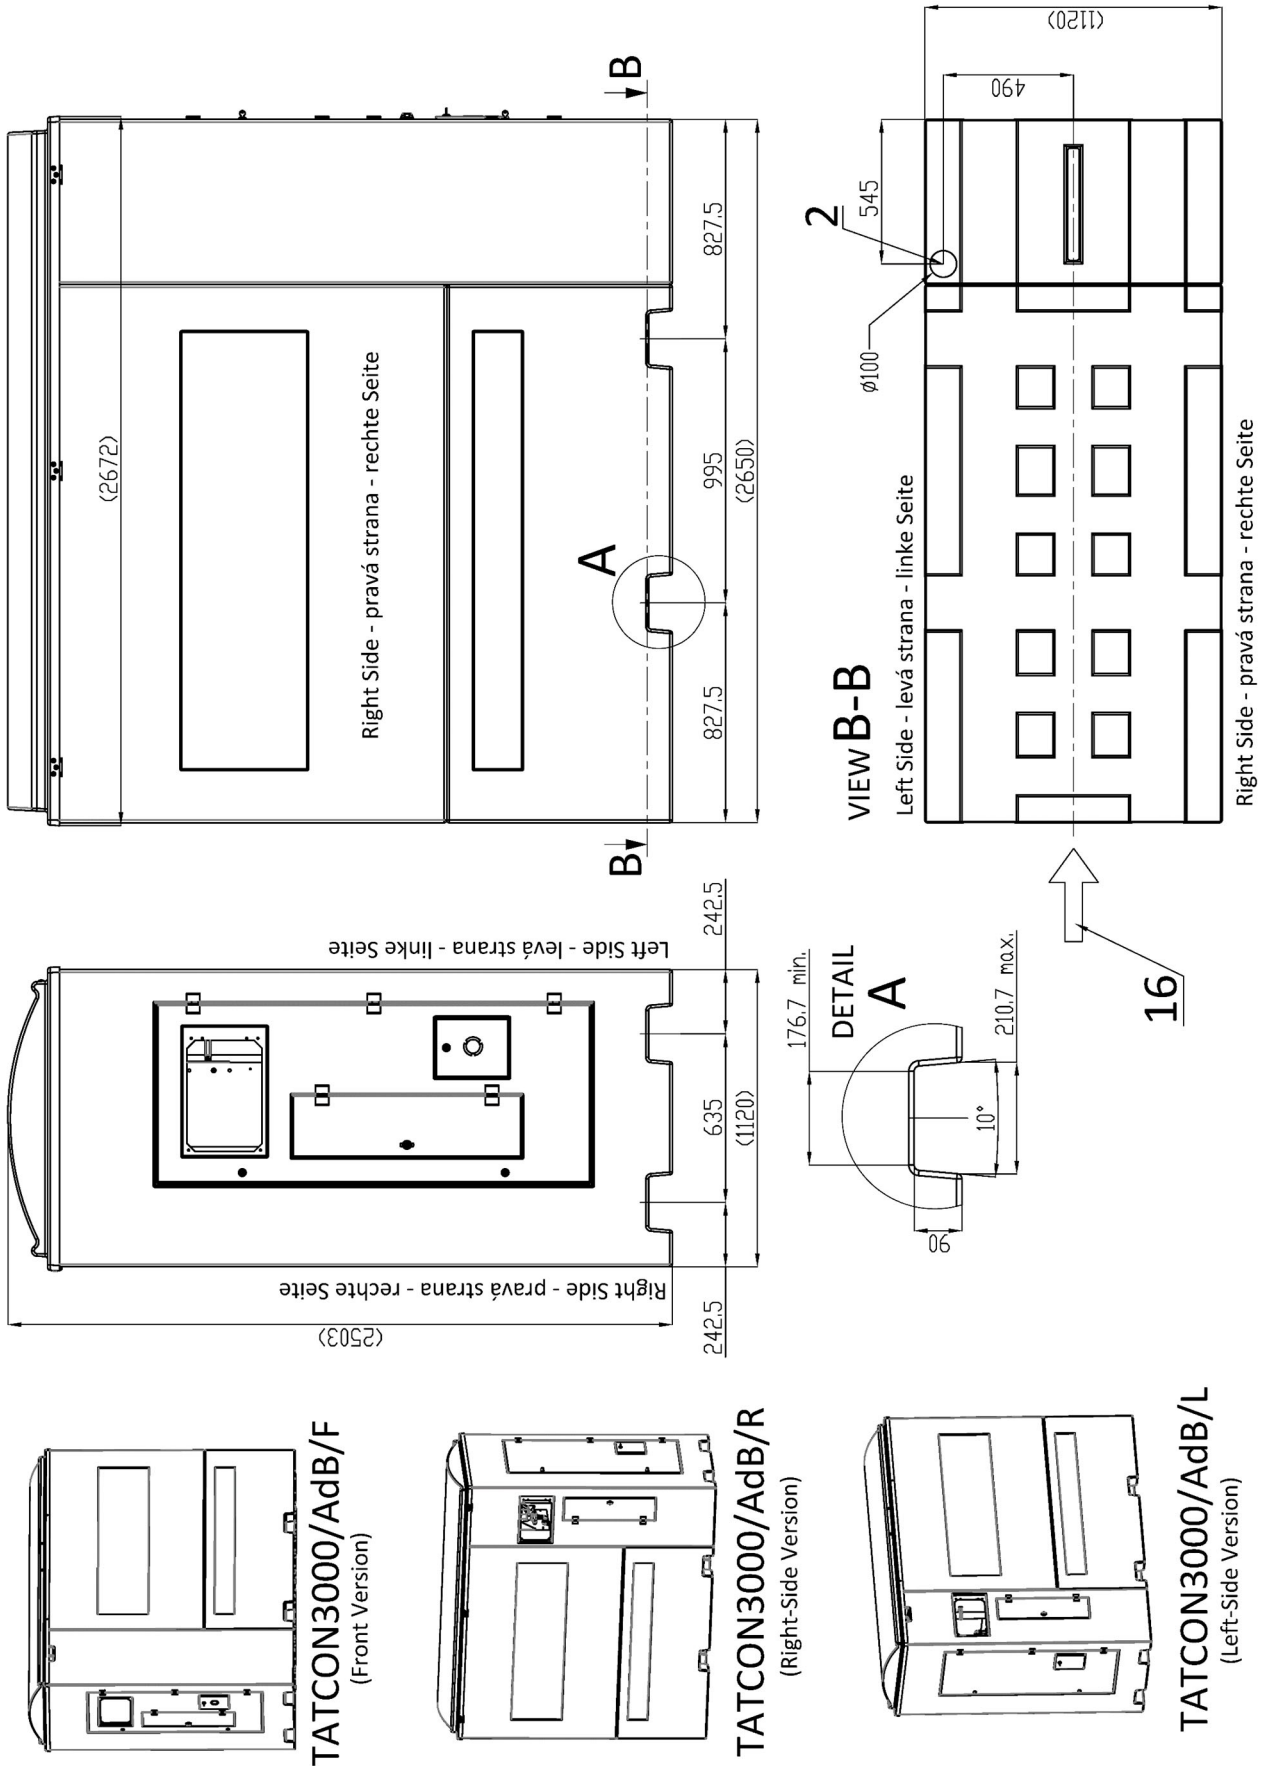 TATCON3000/AdB/F
(Front Version)
TATCON3000/AdB/R
(Right-Side Version)
TATCON3000/AdB/L
(Left-Side Version)
(2503)
Right Side - pravá strana - rechte Seite
Left Side - levá strana - linke Seite
242.5
635
242.5
(1120)
DETAIL
A
176.7 min.
90
10°
210.7 max.
16
(2672)
Right Side - pravá strana - rechte Seite
A
B
B
827.5
995
827.5
(2650)
VIEW B-B
Left Side - levá strana - linke Seite
ø100
2
545
490
(1120)
Right Side - pravá strana - rechte Seite